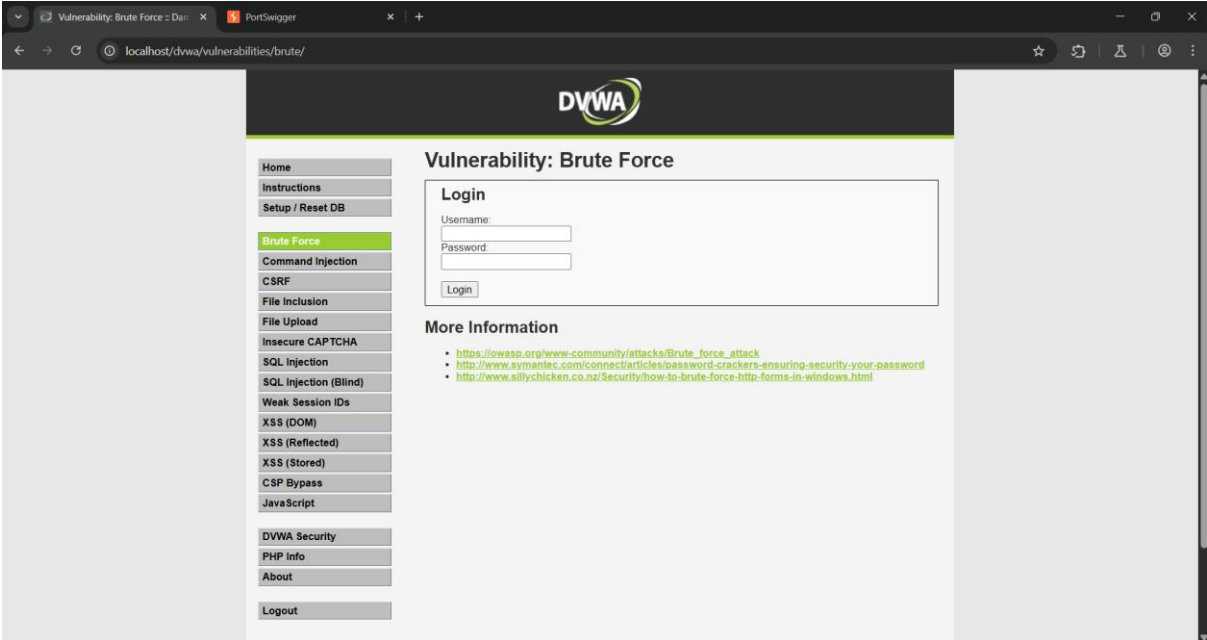 Vulnerability: Brute Force :: Dam
PortSwigger
localhost/dvwa/vulnerabilities/brute/
DVWA
Home
Instructions
Setup / Reset DB
Brute Force
Command Injection
CSRF
File Inclusion
File Upload
Insecure CAPTCHA
SQL Injection
SQL Injection (Blind)
Weak Session IDs
XSS (DOM)
XSS (Reflected)
XSS (Stored)
CSP Bypass
JavaScript
DVWA Security
PHP Info
About
Logout
Vulnerability: Brute Force
Login
Username:
Password:
Login
More Information
https://owasp.org/www-community/attacks/Brute_force_attack
http://www.symantec.com/connect/articles/password-crackers-ensuring-security-your-password
http://www.sillychicken.co.nz/Security/how-to-brute-force-http-forms-in-windows.html